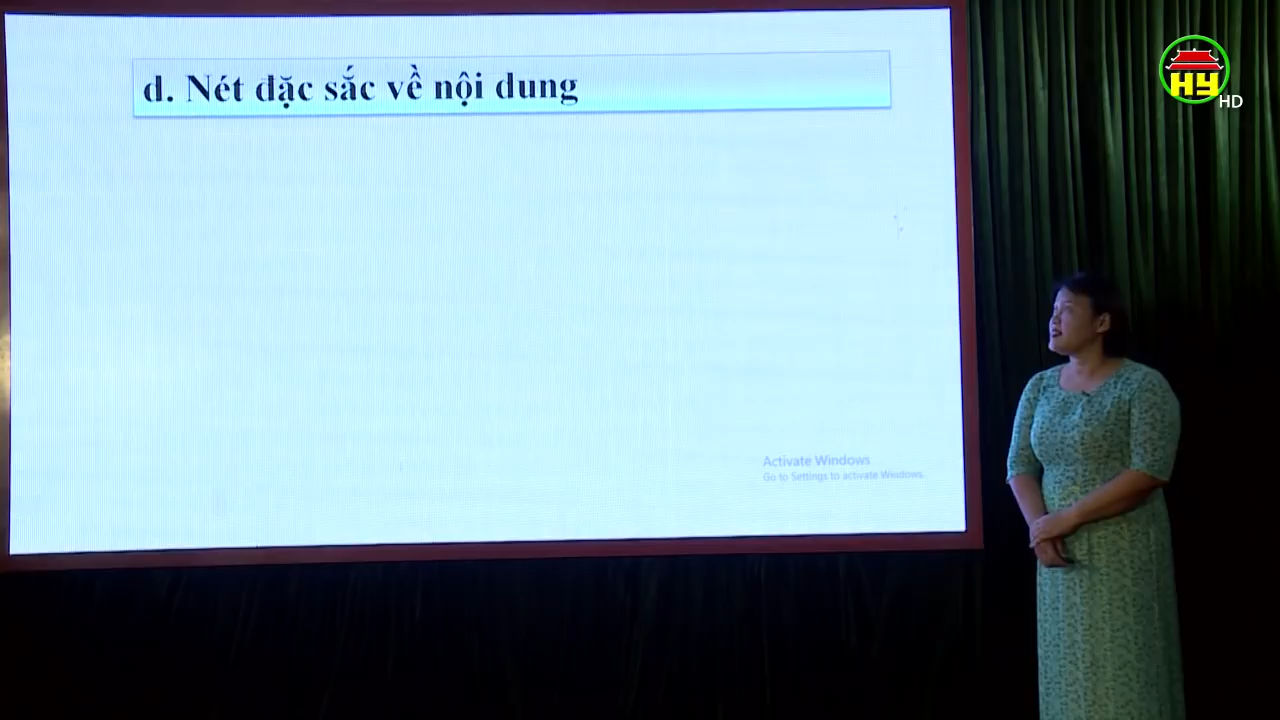 d. Nét đặc sắc về nội dung
HY
HD
Activate Windows
Go to Settings to activate Windows.